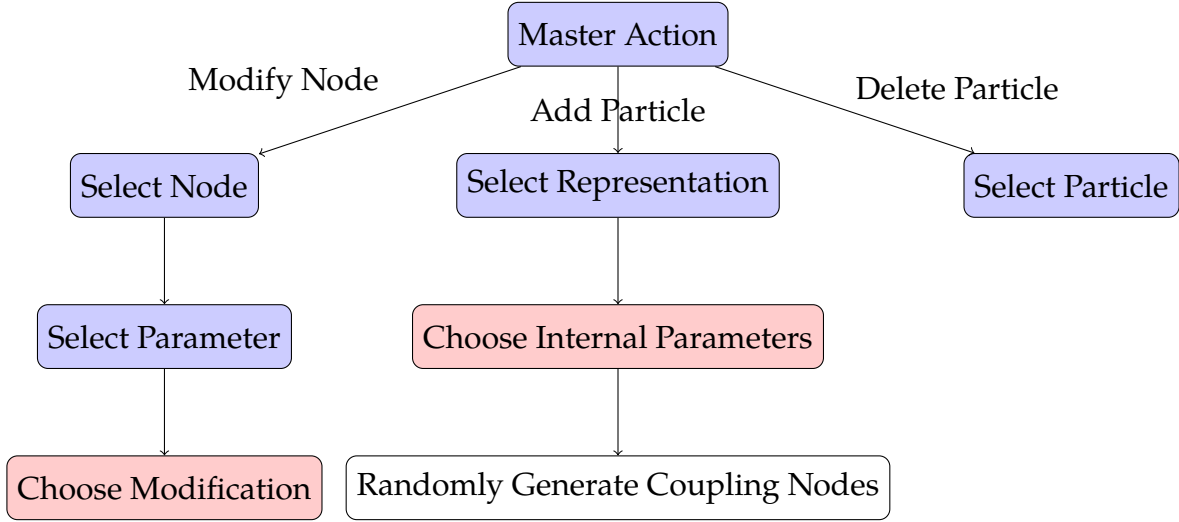 Master Action
Modify Node
Add Particle
Delete Particle
Select Node
Select Representation
Select Particle
Select Parameter
Choose Internal Parameters
Choose Modification
Randomly Generate Coupling Nodes